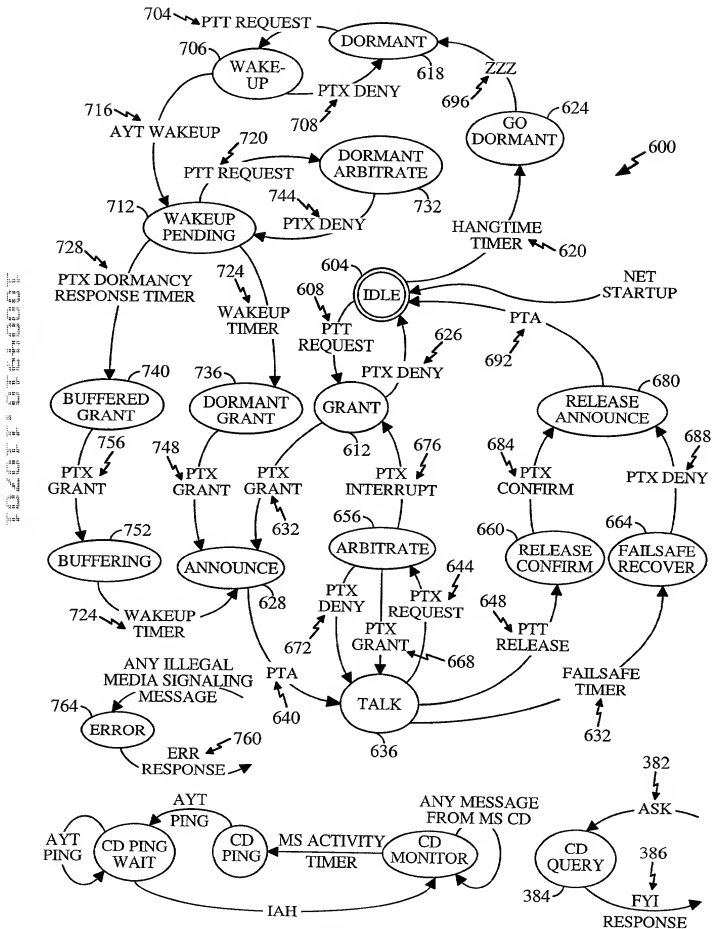 704
PTT REQUEST
DORMANT
618
706
WAKE-
UP
PTX DENY
708
ZZZ
696
624
GO
DORMANT
600
716
AYT WAKEUP
720
PTT REQUEST
DORMANT
ARBITRATE
732
744
PTX DENY
712
WAKEUP
PENDING
HANGTIME
TIMER
620
728
PTX DORMANCY
RESPONSE TIMER
724
WAKEUP
TIMER
604
IDLE
NET
STARTUP
608
PTT
REQUEST
626
PTX DENY
PTA
692
740
BUFFERED
GRANT
736
DORMANT
GRANT
GRANT
612
680
RELEASE
ANNOUNCE
756
PTX
GRANT
748
PTX
GRANT
PTX
GRANT
632
676
PTX
INTERRUPT
684
PTX
CONFIRM
688
PTX DENY
752
BUFFERING
ANNOUNCE
628
656
ARBITRATE
660
RELEASE
CONFIRM
664
FAILSAFE
RECOVER
724
WAKEUP
TIMER
PTX
DENY
672
PTX
GRANT
668
644
PTX
REQUEST
648
PTT
RELEASE
ANY ILLEGAL
MEDIA SIGNALING
MESSAGE
PTA
640
TALK
636
FAILSAFE
TIMER
632
764
ERROR
760
ERR
RESPONSE
AYT
PING
AYT
PING
CD PING
WAIT
CD
PING
MS ACTIVITY
TIMER
CD
MONITOR
ANY MESSAGE
FROM MS CD
IAH
382
ASK
CD
QUERY
384
386
FYI
RESPONSE